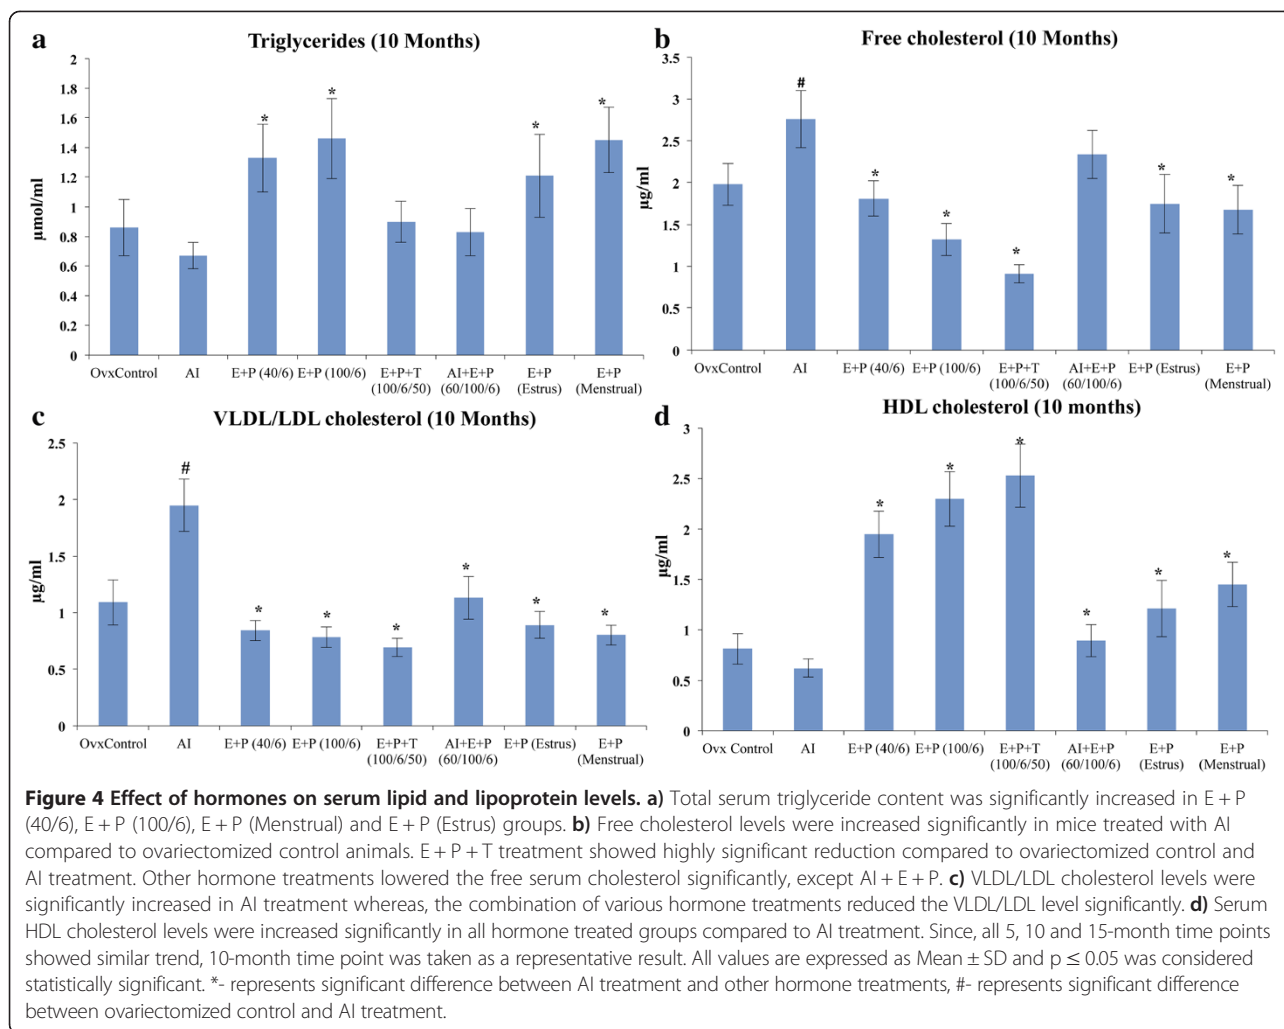 a
Triglycerides (10 Months)
2
1.8
1.6
1.4
1.2
1
0.8
0.6
0.4
0.2
0
µmol/ml
*
*
*
*
OvxControl
AI
E+P (40/6)
E+P (100/6)
E+P+T
(100/6/50)
AI+E+P
(60/100/6)
E+P
(Estrus)
E+P
(Menstrual)
b
Free cholesterol (10 Months)
3.5
3
2.5
2
1.5
1
0.5
0
µg/ml
#
*
*
*
*
*
OvxControl
AI
E+P (40/6)
E+P (100/6)
E+P+T
(100/6/50)
AI+E+P
(60/100/6)
E+P (Estrus)
E+P
(Menstrual)
c
VLDL/LDL cholesterol (10 Months)
2.5
2
1.5
1
0.5
0
µg/ml
#
*
*
*
*
*
*
OvxControl
AI
E+P (40/6)
E+P (100/6)
E+P+T
(100/6/50)
AI+E+P
(60/100/6)
E+P (Estrus)
E+P
(Menstrual)
d
HDL cholesterol (10 months)
3
2.5
2
1.5
1
0.5
0
µg/ml
*
*
*
*
*
*
Ovx Control
AI
E+P (40/6)
E+P (100/6)
E+P+T
(100/6/50)
AI+E+P
(60/100/6)
E+P
(Estrus)
E+P
(Menstrual)
Figure 4 Effect of hormones on serum lipid and lipoprotein levels. a) Total serum triglyceride content was significantly increased in E + P
(40/6), E + P (100/6), E + P (Menstrual) and E + P (Estrus) groups. b) Free cholesterol levels were increased significantly in mice treated with AI
compared to ovariectomized control animals. E + P + T treatment showed highly significant reduction compared to ovariectomized control and
AI treatment. Other hormone treatments lowered the free serum cholesterol significantly, except AI + E + P. c) VLDL/LDL cholesterol levels were
significantly increased in AI treatment whereas, the combination of various hormone treatments reduced the VLDL/LDL level significantly. d) Serum
HDL cholesterol levels were increased significantly in all hormone treated groups compared to AI treatment. Since, all 5, 10 and 15-month time points
showed similar trend, 10-month time point was taken as a representative result. All values are expressed as Mean ± SD and p ≤ 0.05 was considered
statistically significant. *- represents significant difference between AI treatment and other hormone treatments, #- represents significant difference
between ovariectomized control and AI treatment.